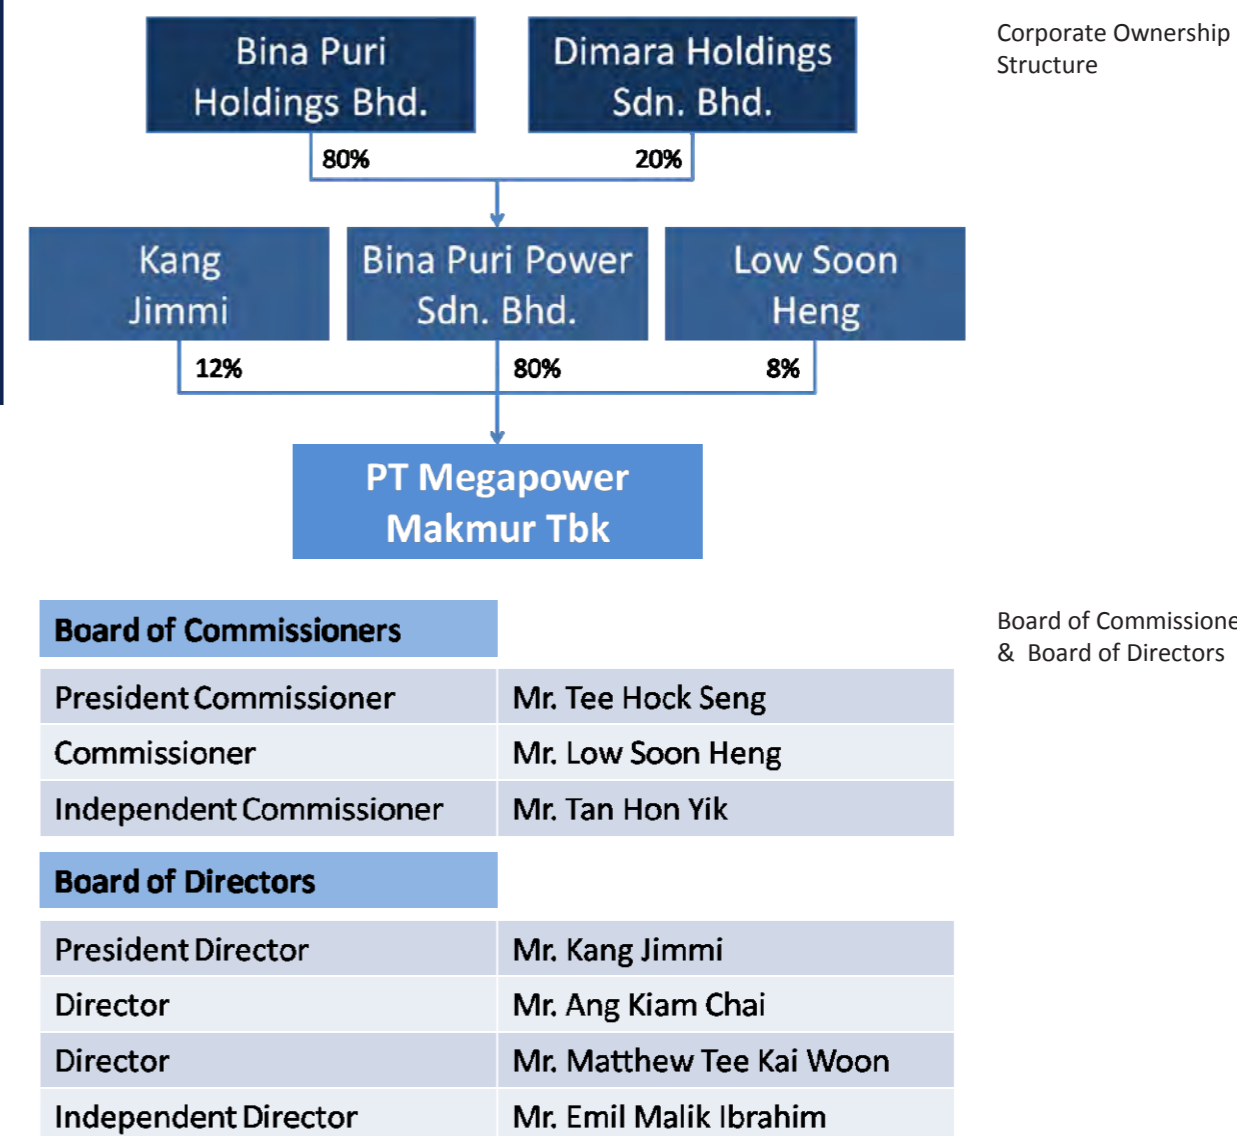 Corporate Ownership
Structure
Bina Puri
Holdings Bhd.
Dimara Holdings
Sdn. Bhd.
80%
20%
Kang
Jimmi
Bina Puri Power
Sdn. Bhd.
Low Soon
Heng
12%
80%
8%
PT Megapower
Makmur Tbk
Board of Commissione
& Board of Directors
Board of Commissioners
President Commissioner Mr. Tee Hock Seng
Commissioner Mr. Low Soon Heng
Independent Commissioner Mr. Tan Hon Yik
Board of Directors
President Director Mr. Kang Jimmi
Director Mr. Ang Kiam Chai
Director Mr. Matthew Tee Kai Woon
Independent Director Mr. Emil Malik Ibrahim